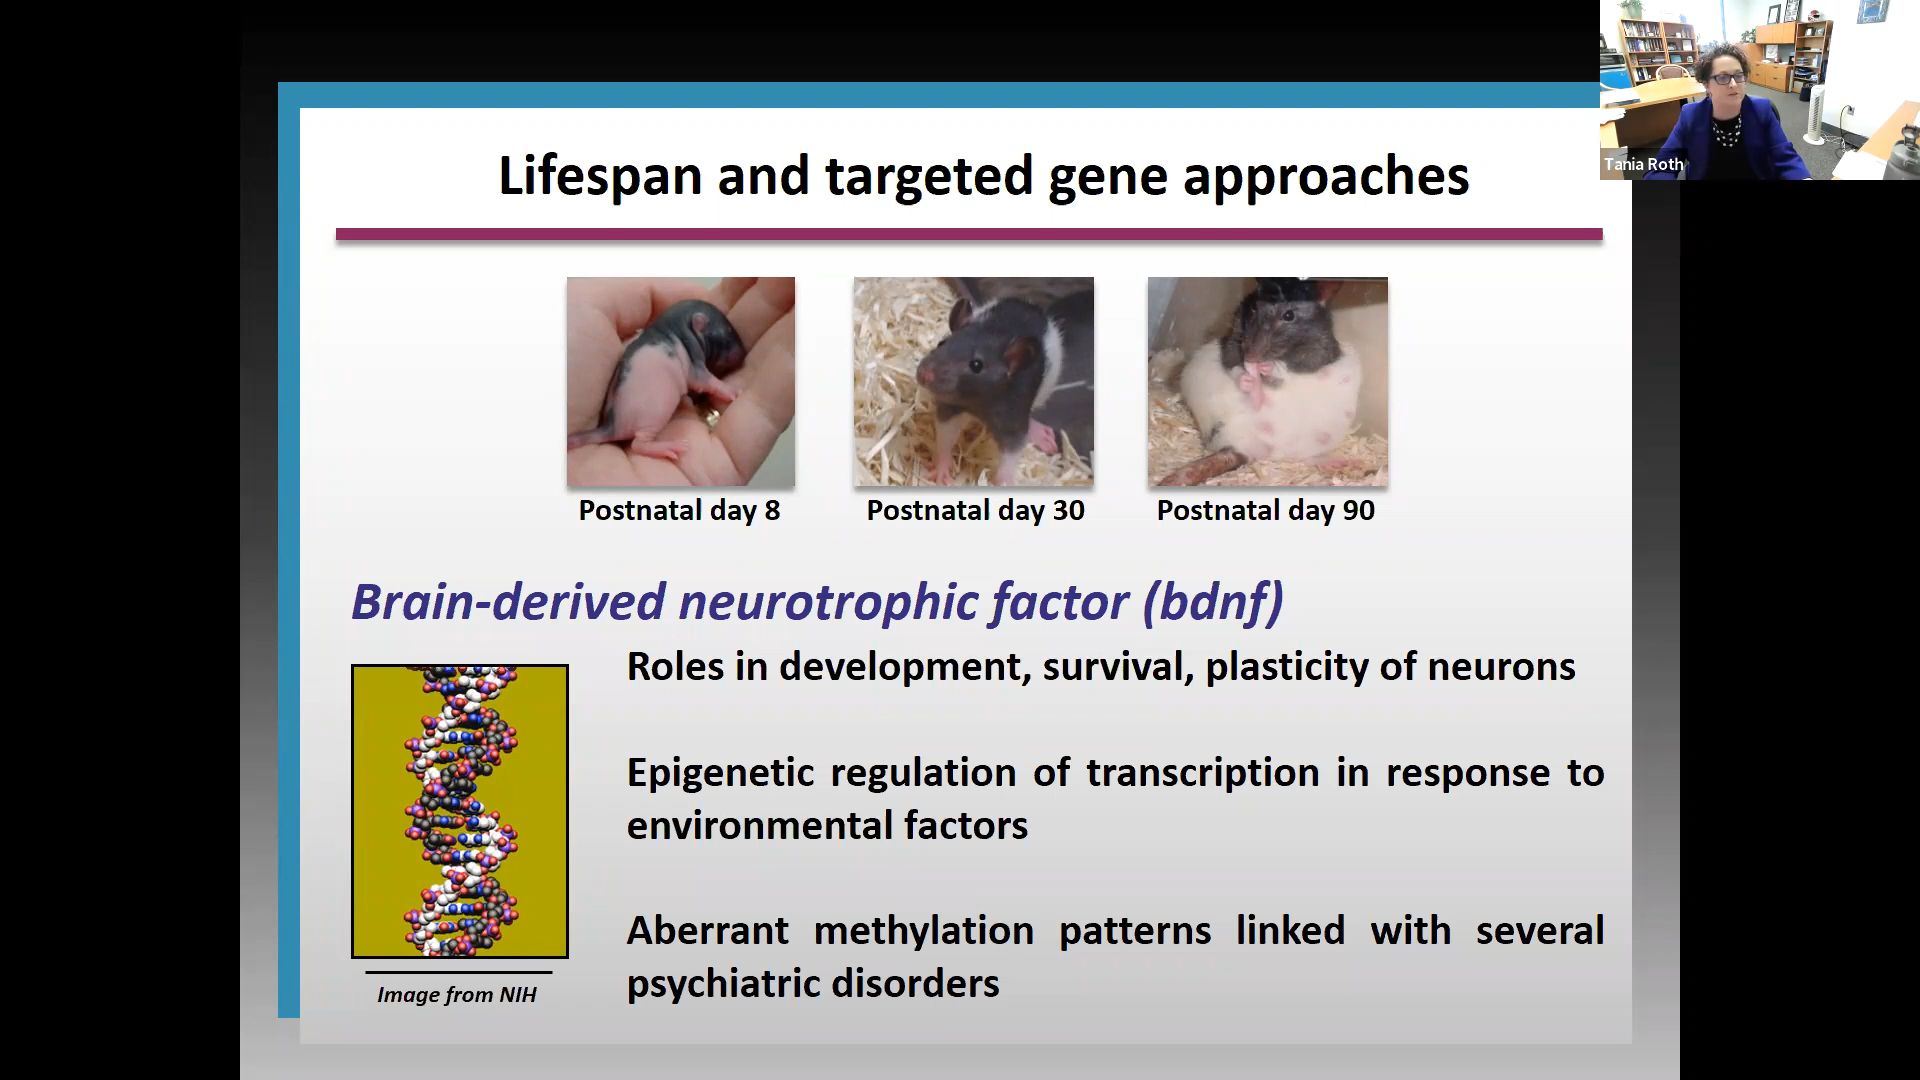 Lifespan and targeted gene approaches
Tania Roth
Postnatal day 8
Postnatal day 30
Postnatal day 90
Brain-derived neurotrophic factor (bdnf)
Roles in development, survival, plasticity of neurons
Epigenetic regulation of transcription in response to
environmental factors
Aberrant methylation patterns linked with several
psychiatric disorders
Image from NIH